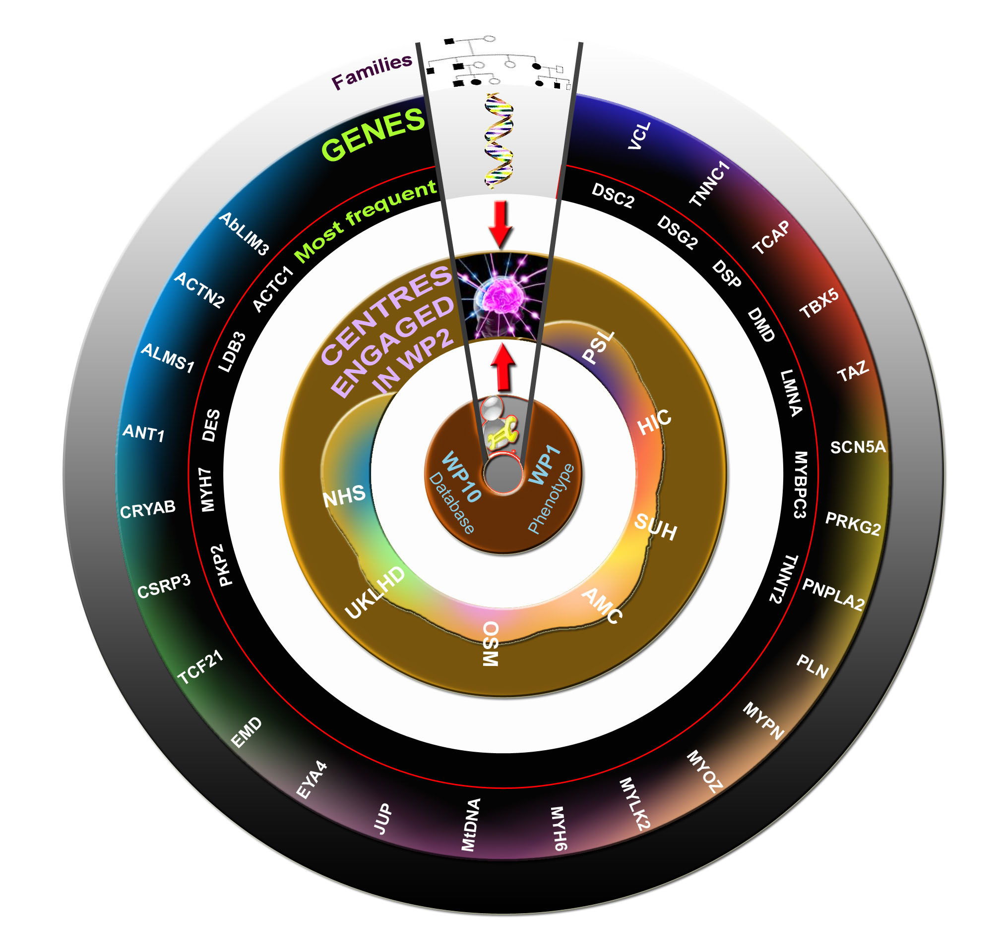 Families
GENES
Most frequent
VCL
TNNC1
TCAP
TBX5
TAZ
SCN5A
PRKG2
PNPLA2
PLN
MYPN
MYOZ
MYLK2
MYH6
MtDNA
JUP
EYA4
EMD
TCF21
CSRP3
CRYAB
ANT1
ALMS1
ACTN2
AbLIM3
DSC2
DSG2
DSP
DMD
LMNA
MYBPC3
TNNT2
PKP2
MYH7
DES
LDB3
ACTC1
CENTRES
ENGAGED
IN WP2
PSL
HIC
SUH
AMC
OSM
UKLHD
NHS
WP10
Database
WP1
Phenotype